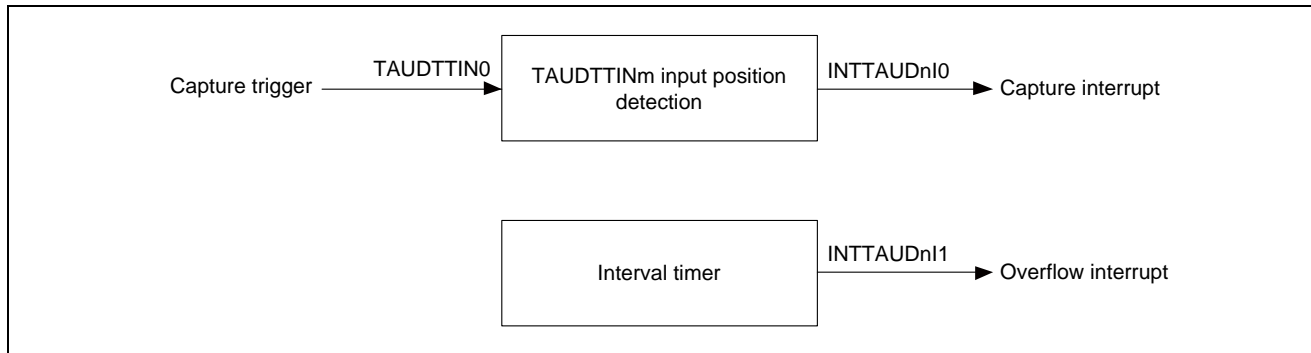 Capture trigger
TAUDTTIN0
TAUDTTINm input position
detection
INTTAUDnI0
Capture interrupt
Interval timer
INTTAUDnI1
Overflow interrupt